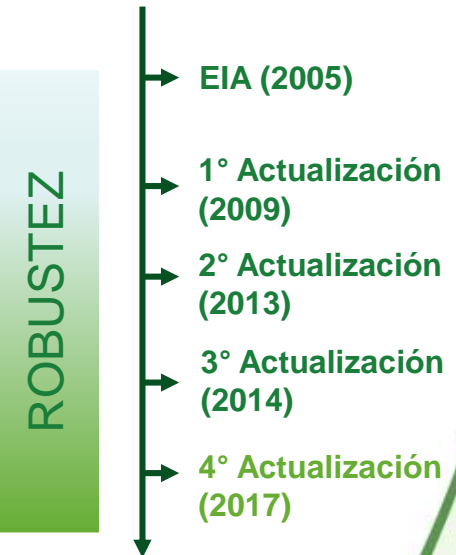 ROBUSTEZ
EIA (2005)
1° Actualización
(2009)
2° Actualización
(2013)
3° Actualización
(2014)
4° Actualización
(2017)